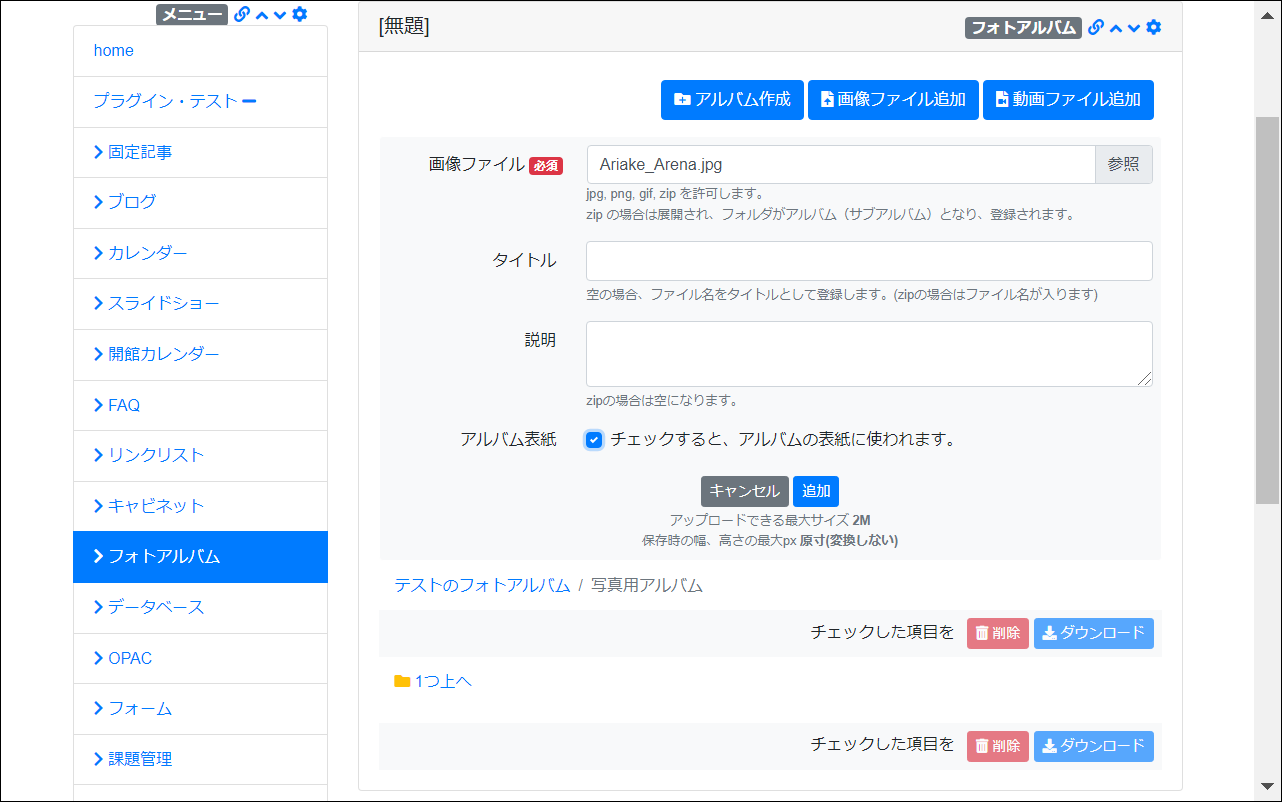 メニュー
home
プラグイン・テスト
固定記事
ブログ
カレンダー
スライドショー
開館カレンダー
FAQ
リンクリスト
キャビネット
フォトアルバム
データベース
OPAC
フォーム
課題管理
[無題]
フォトアルバム
アルバム作成 画像ファイル追加 動画ファイル追加
画像ファイル 必須 Ariake_Arena.jpg 参照
jpg, png, gif, zip を許可します。
zip の場合は展開され、フォルダがアルバム（サブアルバム）となり、登録されます。
タイトル
空の場合、ファイル名をタイトルとして登録します。(zipの場合はファイル名が入ります)
説明
zipの場合は空になります。
アルバム表紙 チェックすると、アルバムの表紙に使われます。
キャンセル 追加
アップロードできる最大サイズ 2M
保存時の幅、高さの最大px 原寸(変換しない)
テストのフォトアルバム / 写真用アルバム
チェックした項目を 削除 ダウンロード
1つ上へ
チェックした項目を 削除 ダウンロード